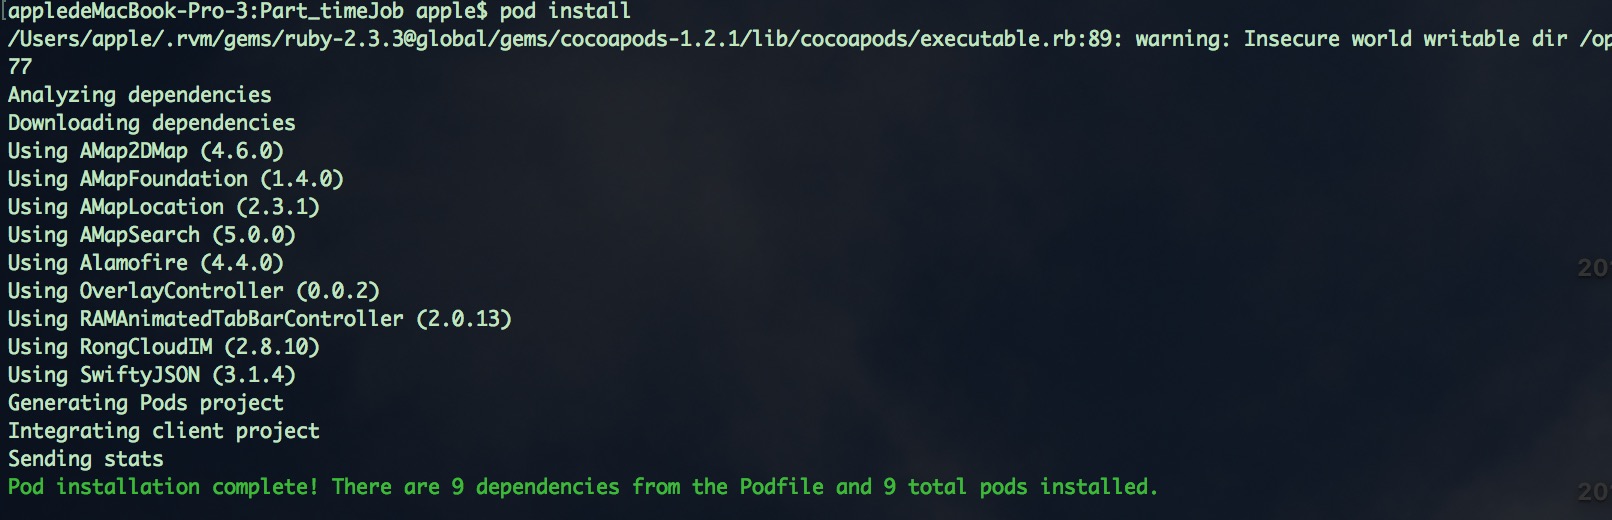 [appledeMacBook-Pro-3:Part_timeJob apple$ pod install
/Users/apple/.rvm/gems/ruby-2.3.3@global/gems/cocoapods-1.2.1/lib/cocoapods/executable.rb:89: warning: Insecure world writable dir /op
77
Analyzing dependencies
Downloading dependencies
Using AMap2DMap (4.6.0)
Using AMapFoundation (1.4.0)
Using AMapLocation (2.3.1)
Using AMapSearch (5.0.0)
Using Alamofire (4.4.0)
Using OverlayController (0.0.2)
Using RAMAnimatedTabBarController (2.0.13)
Using RongCloudIM (2.8.10)
Using SwiftyJSON (3.1.4)
Generating Pods project
Integrating client project
Sending stats
Pod installation complete! There are 9 dependencies from the Podfile and 9 total pods installed.